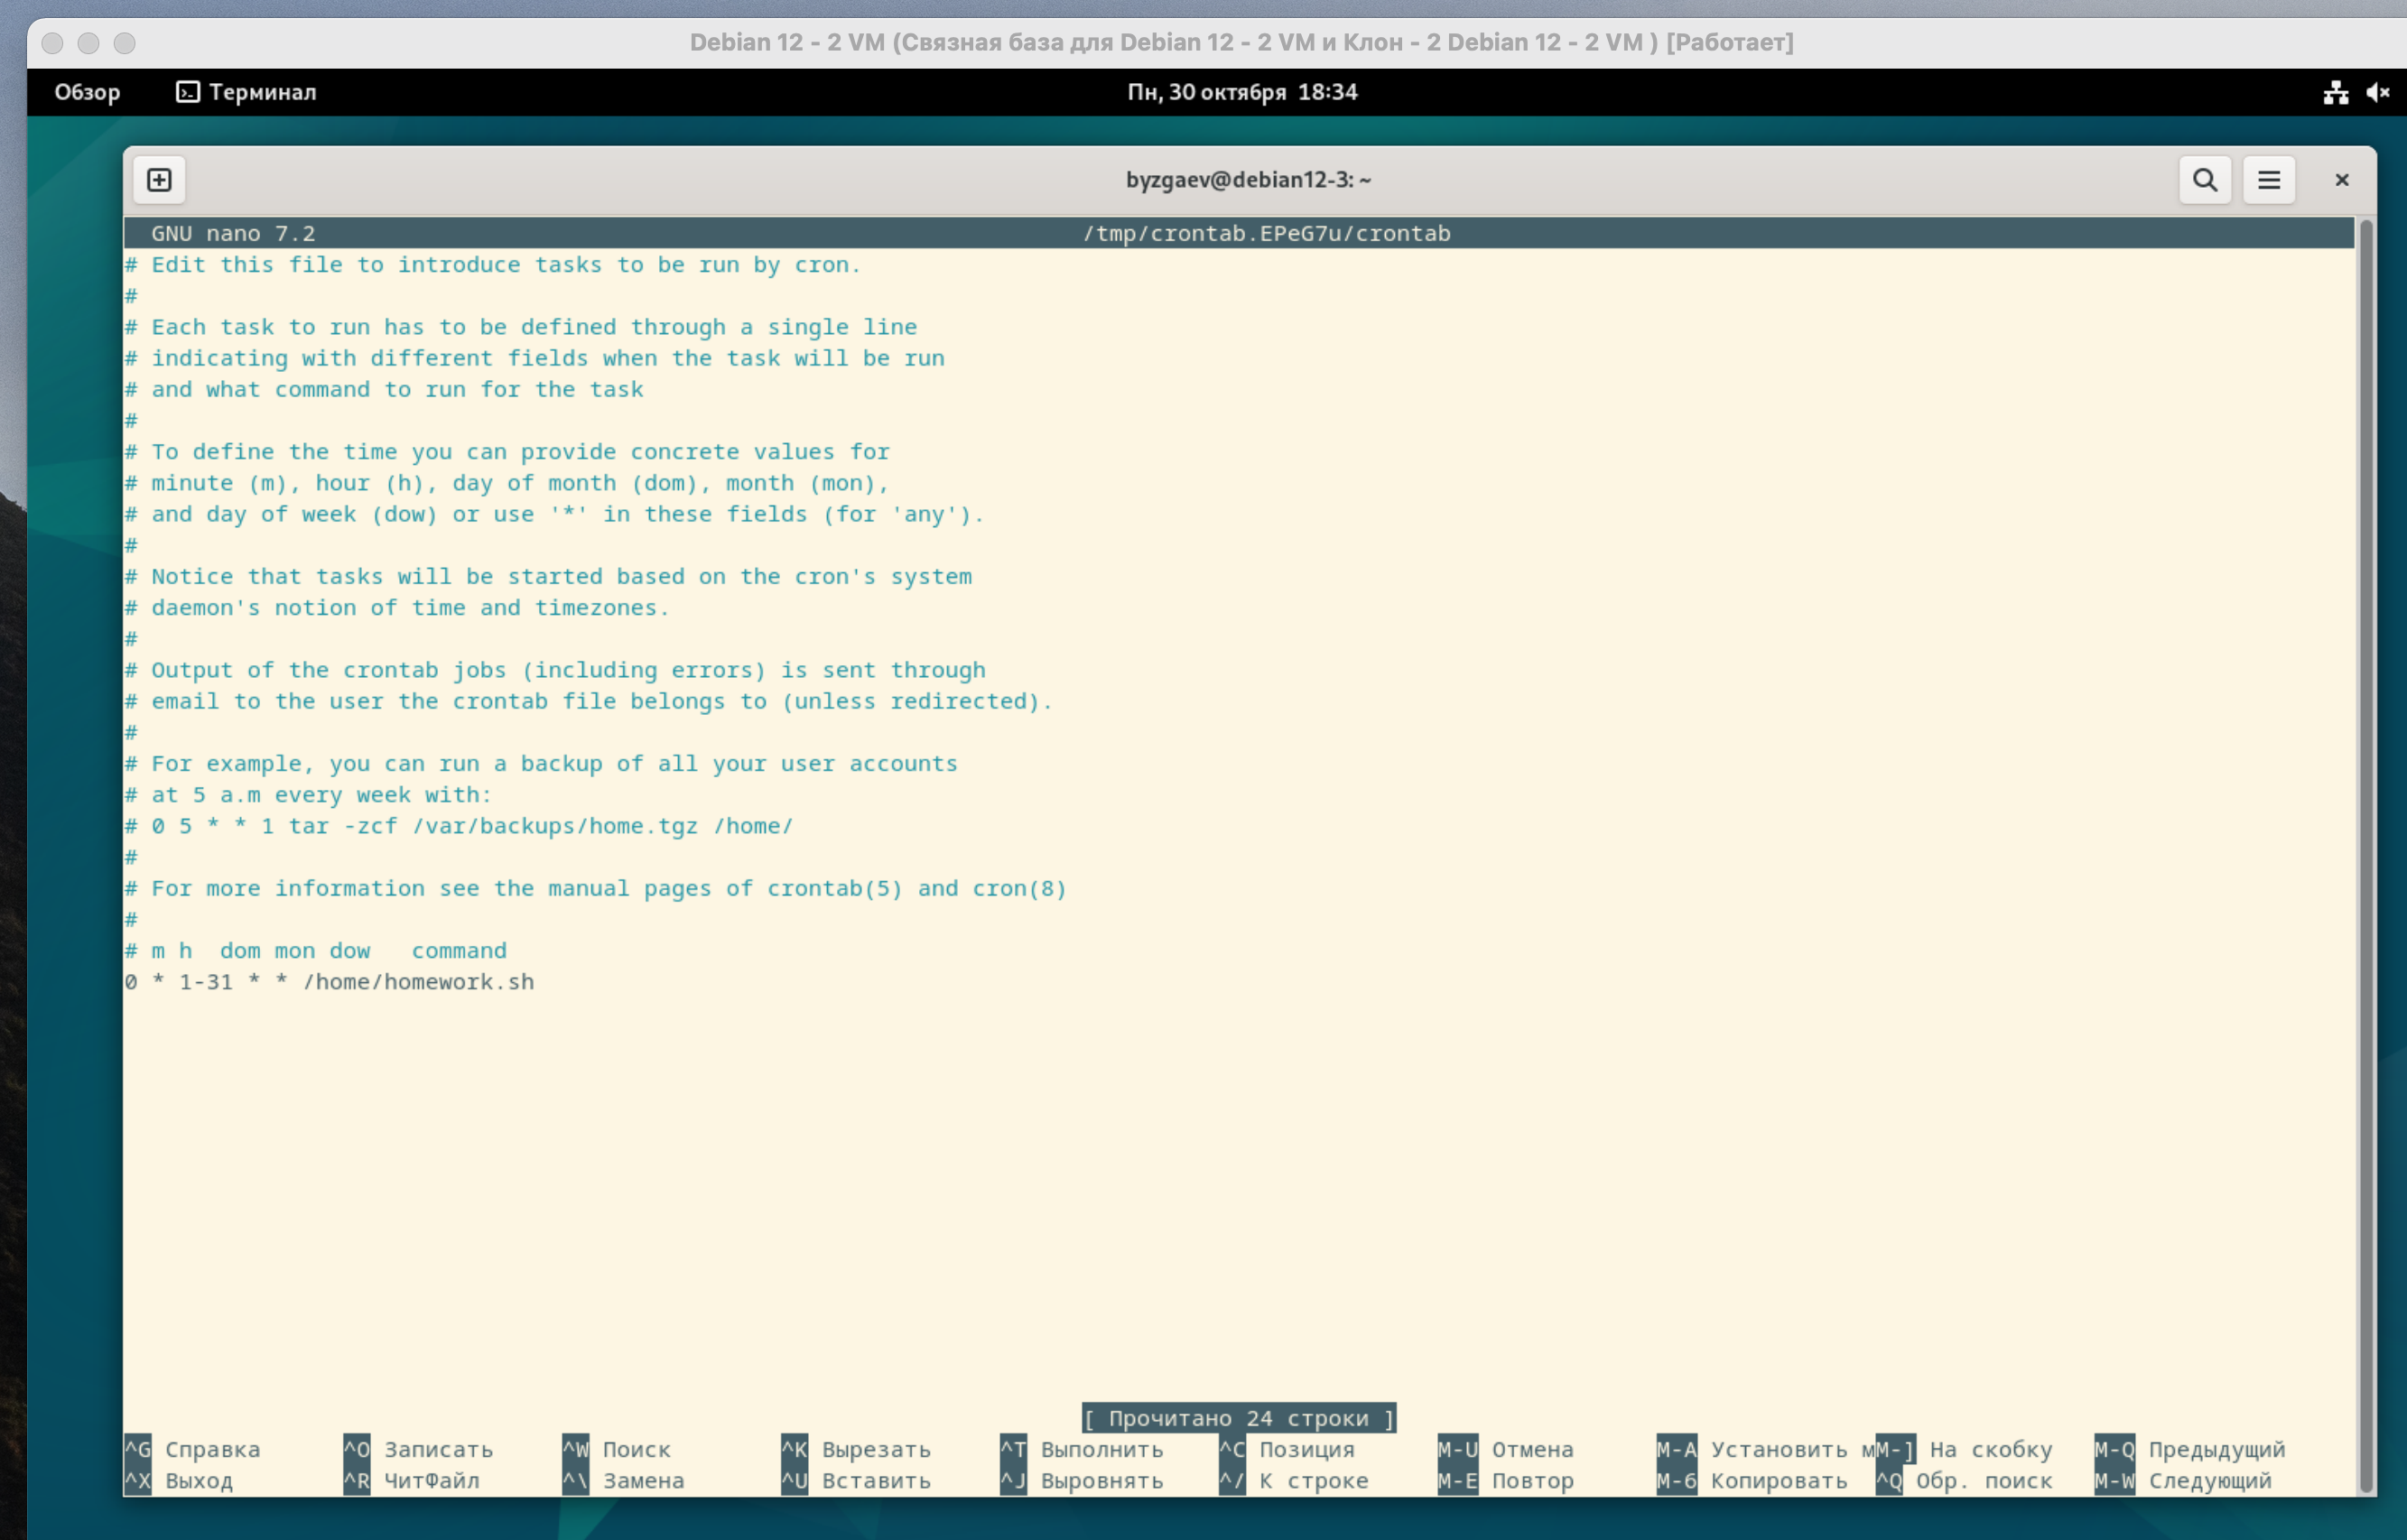 Debian 12 - 2 VM (Связная база для Debian 12 - 2 VM и Клон - 2 Debian 12 - 2 VM ) [Работает]
Обзор Терминал Пн, 30 октября 18:34
byzgaev@debian12-3: ~
GNU nano 7.2 /tmp/crontab.EPeG7u/crontab
# Edit this file to introduce tasks to be run by cron.
#
# Each task to run has to be defined through a single line
# indicating with different fields when the task will be run
# and what command to run for the task
#
# To define the time you can provide concrete values for
# minute (m), hour (h), day of month (dom), month (mon),
# and day of week (dow) or use '*' in these fields (for 'any').
#
# Notice that tasks will be started based on the cron's system
# daemon's notion of time and timezones.
#
# Output of the crontab jobs (including errors) is sent through
# email to the user the crontab file belongs to (unless redirected).
#
# For example, you can run a backup of all your user accounts
# at 5 a.m every week with:
# 0 5 * * 1 tar -zcf /var/backups/home.tgz /home/
#
# For more information see the manual pages of crontab(5) and cron(8)
#
# m h  dom mon dow   command
0 * 1-31 * * /home/homework.sh
[ Прочитано 24 строки ]
^G Справка ^O Записать ^W Поиск ^K Вырезать ^T Выполнить ^C Позиция M-U Отмена M-A Установить мM-] На скобку M-Q Предыдущий
^X Выход ^R ЧитФайл ^\ Замена ^U Вставить ^J Выровнять ^/ К строке M-E Повтор M-6 Копировать ^Q Обр. поиск M-W Следующий